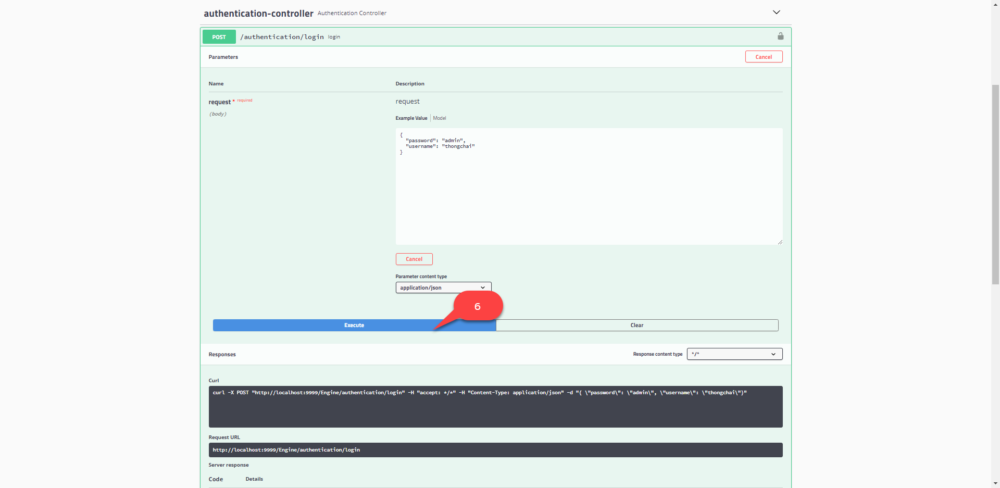 authentication-controller Authentication Controller
POST /authentication/login login
Parameters Cancel
Name Description
request * required request
(body)
Example Value Model
{
"password": "admin",
"username": "thongchai"
}
Cancel
Parameter content type
application/json
6
Execute Clear
Responses Response content type */*
Curl
curl -X POST "http://localhost:9999/Engine/authentication/login" -H "accept: */*" -H "Content-Type: application/json" -d "{ \"password\": \"admin\", \"username\": \"thongchai\"}"
Request URL
http://localhost:9999/Engine/authentication/login
Server response
Code Details